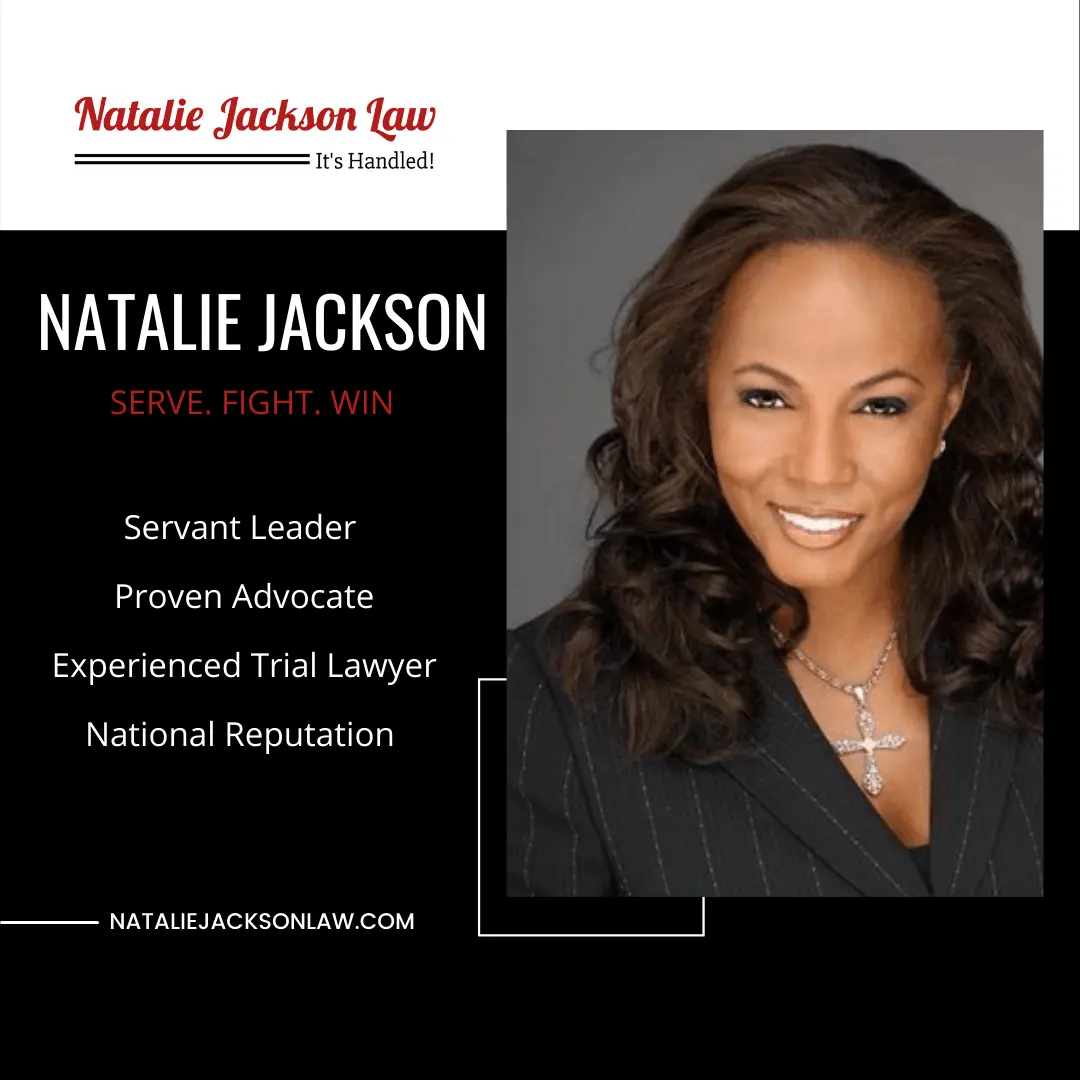 Natalie Jackson Law
It's Handled!
NATALIE JACKSON
SERVE. FIGHT. WIN
Servant Leader
Proven Advocate
Experienced Trial Lawyer
National Reputation
NATALIEJACKSONLAW.COM